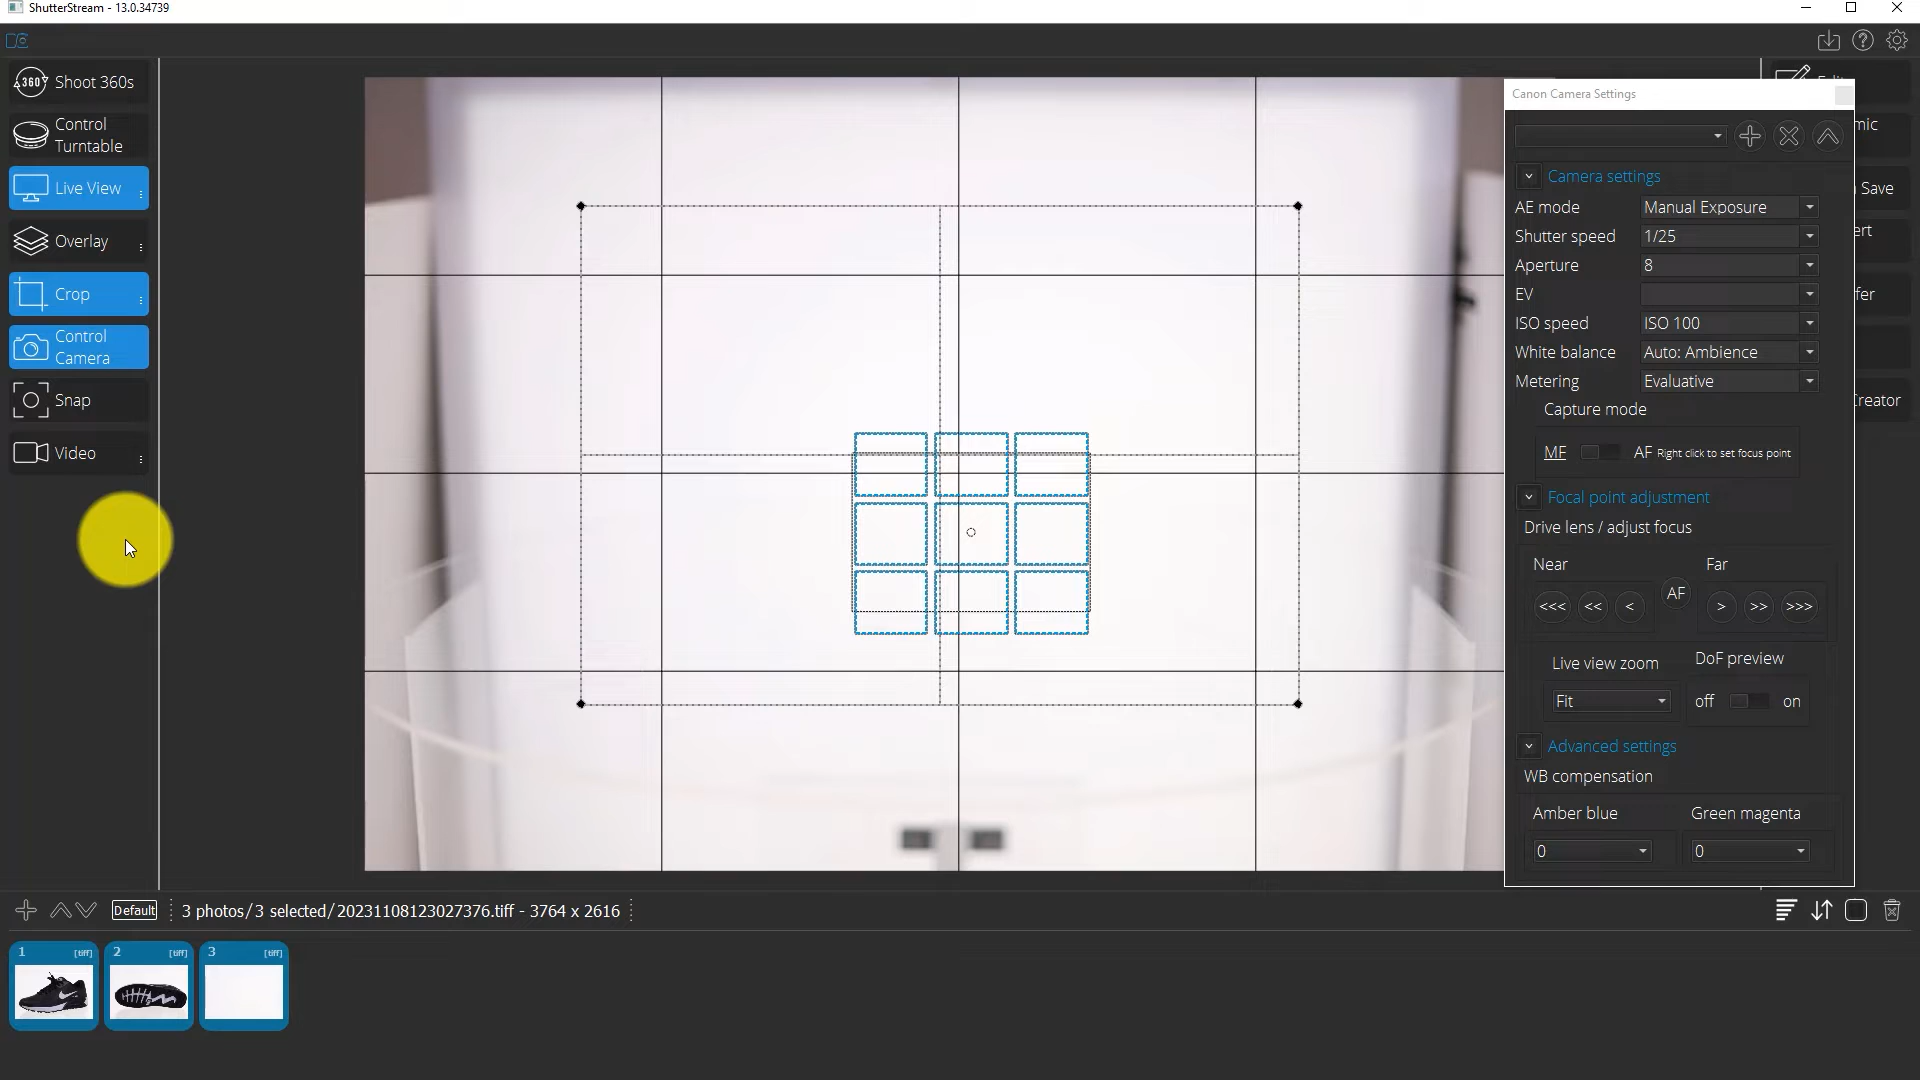 ShutterStream - 13.0.34739
Shoot 360s
Control
Turntable
Live View
Overlay
Crop
Control
Camera
Snap
Video
Canon Camera Settings
Camera settings
AE mode Manual Exposure
Shutter speed 1/25
Aperture 8
EV
ISO speed ISO 100
White balance Auto: Ambience
Metering Evaluative
Capture mode
MF AF Right click to set focus point
Focal point adjustment
Drive lens / adjust focus
Near Far
<<< << < AF > >> >>>
Live view zoom DoF preview
Fit off on
Advanced settings
WB compensation
Amber blue Green magenta
0 0
mic
Save
ert
fer
Creator
Default 3 photos/3 selected/20231108123027376.tiff - 3764 x 2616
1 [tiff] 2 [tiff] 3 [tiff]